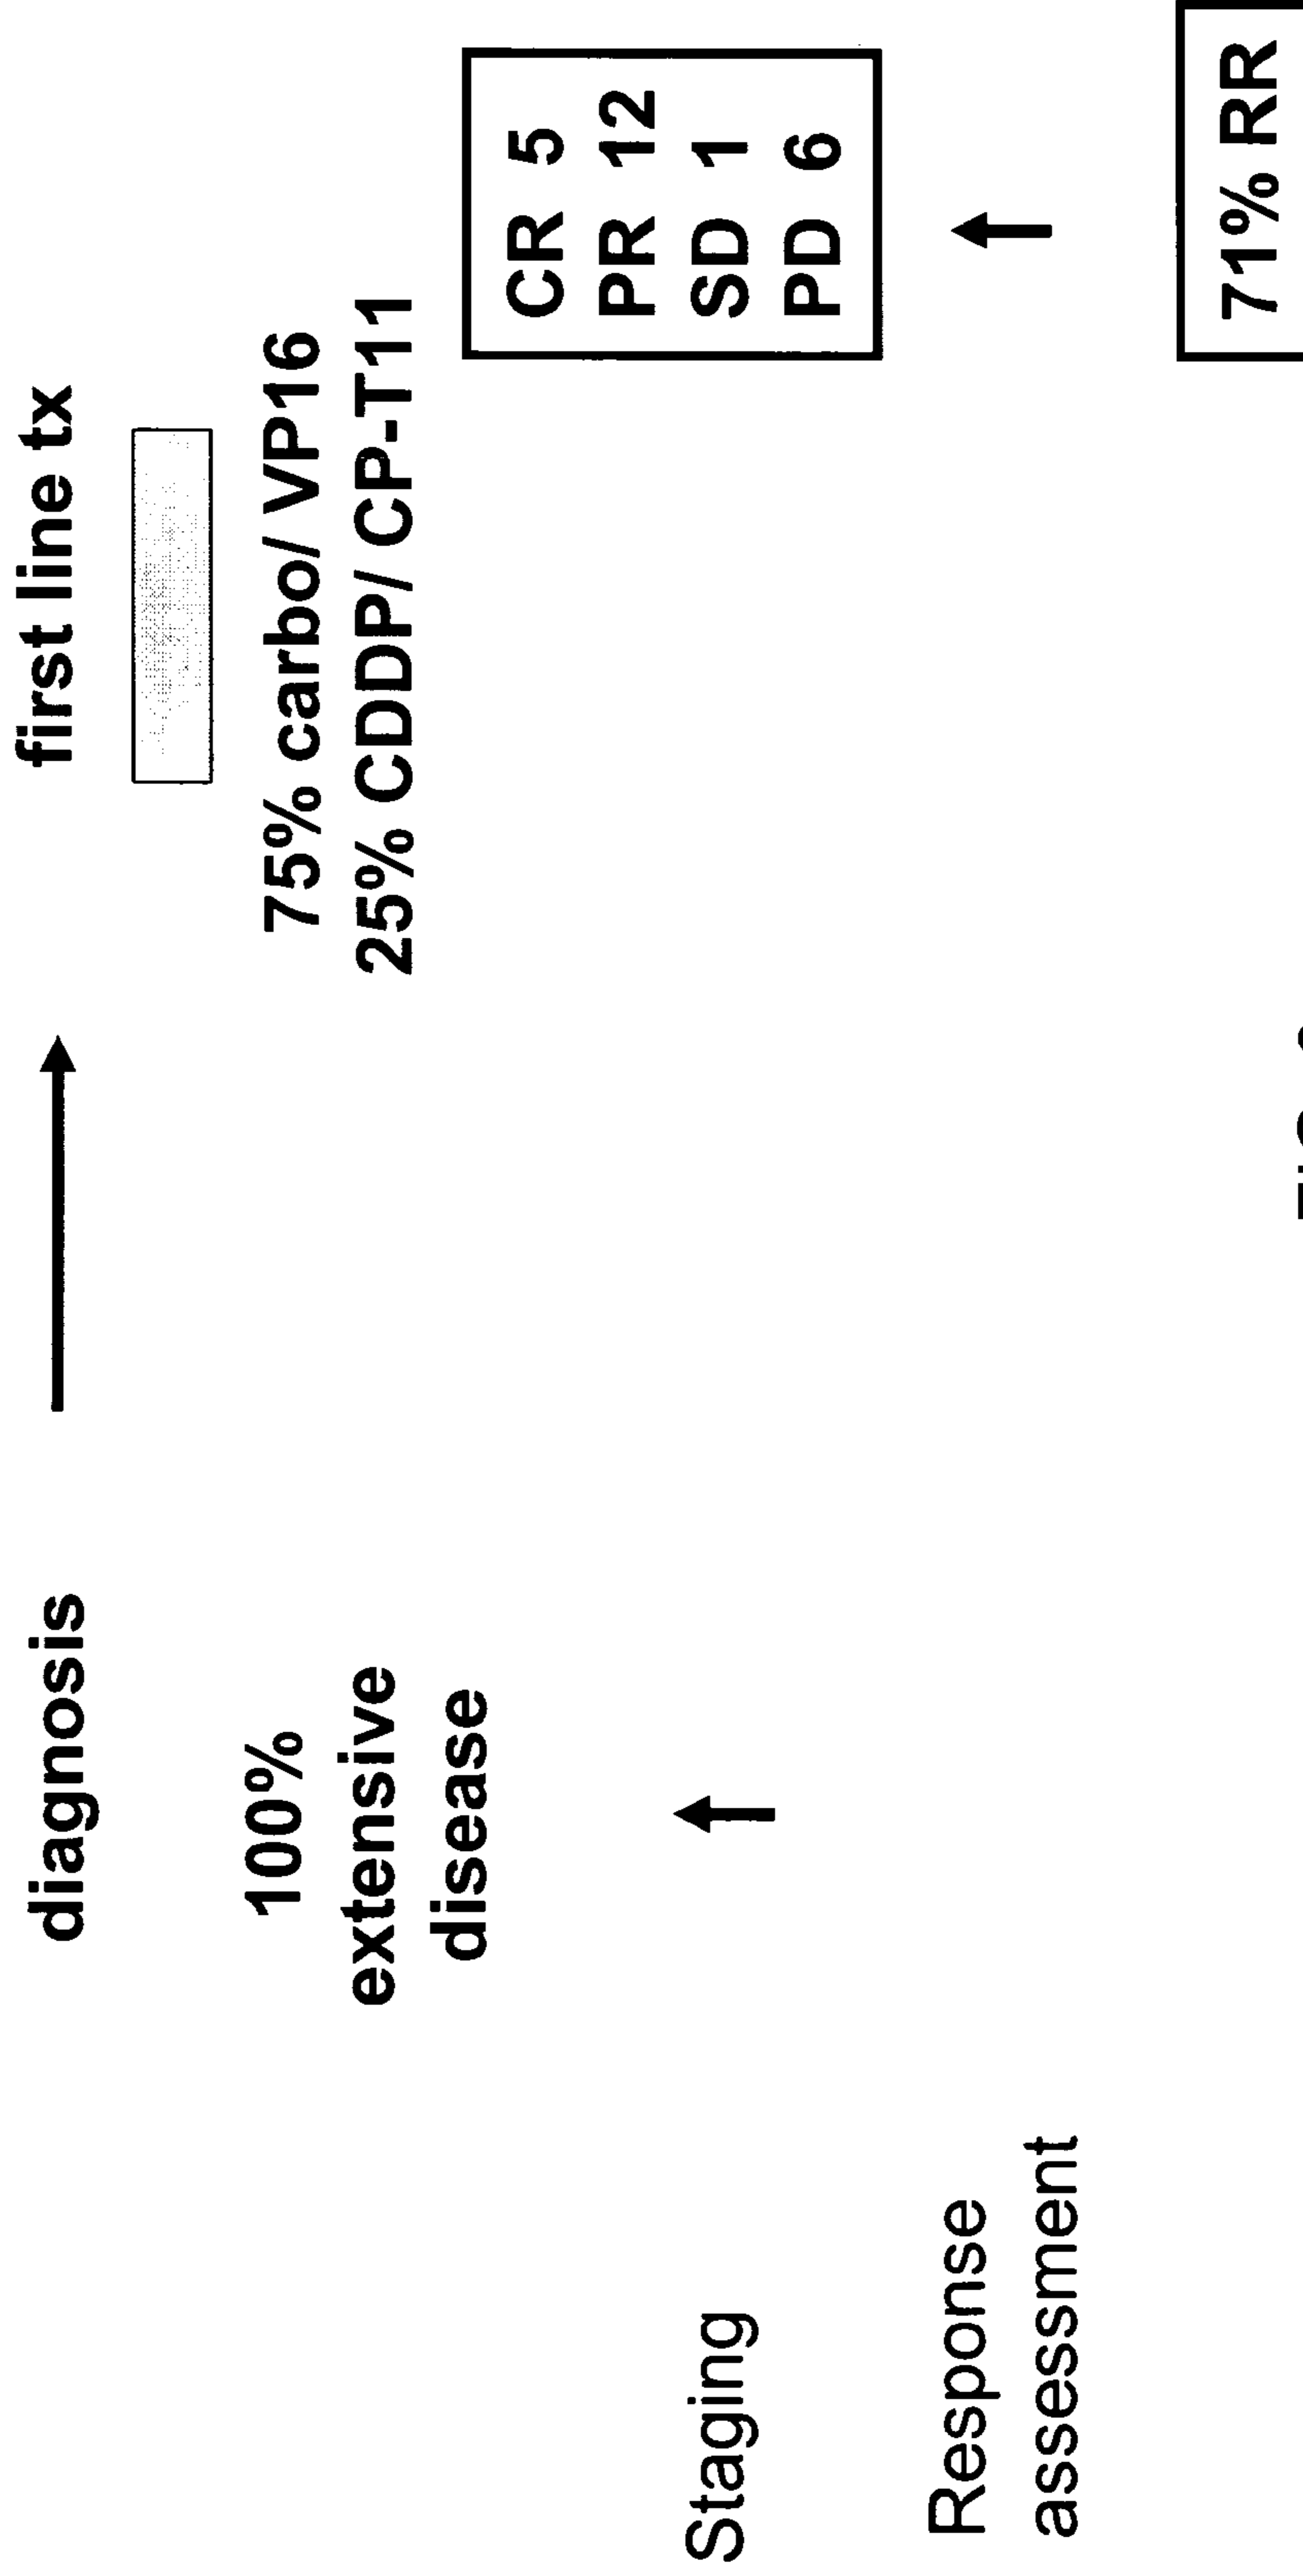 diagnosis
first line tx
100%
extensive
disease
75% carbo/ VP16
25% CDDP/ CP-T11
Staging
CR 5
PR 12
SD 1
PD 6
Response
assessment
71% RR